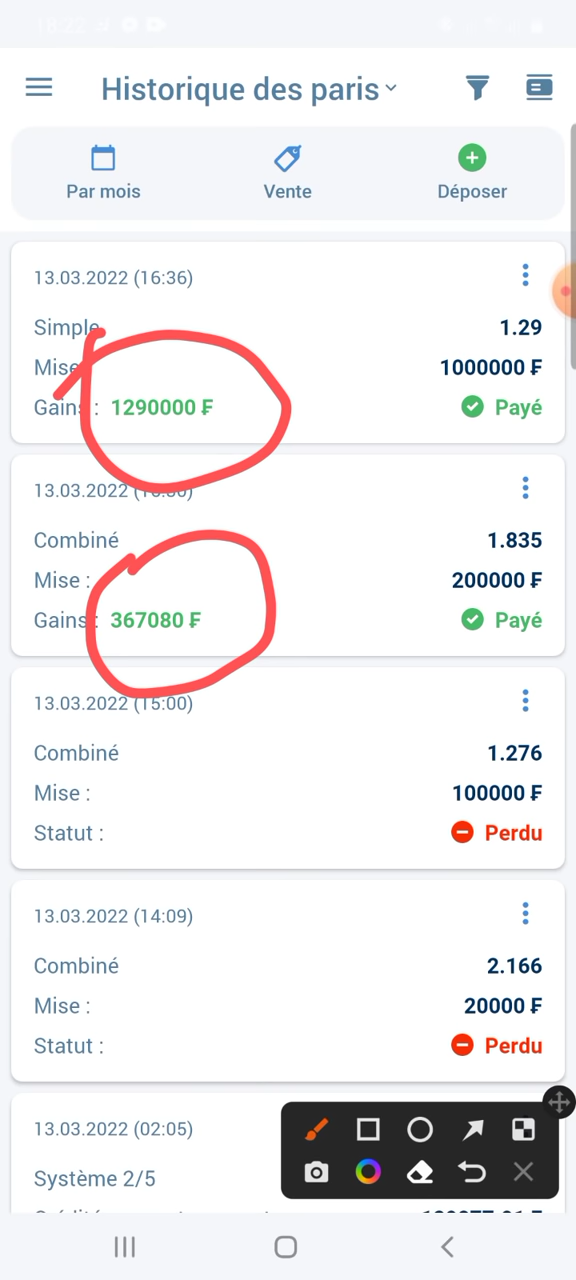 Historique des paris
Par mois
Vente
Déposer
13.03.2022 (16:36)
Simple 1.29
Mise 1000000 ₣
Gains : 1290000 ₣ Payé
13.03.2022
Combiné 1.835
Mise : 200000 ₣
Gains : 367080 ₣ Payé
13.03.2022 (15:00)
Combiné 1.276
Mise : 100000 ₣
Statut : Perdu
13.03.2022 (14:09)
Combiné 2.166
Mise : 20000 ₣
Statut : Perdu
13.03.2022 (02:05)
Système 2/5